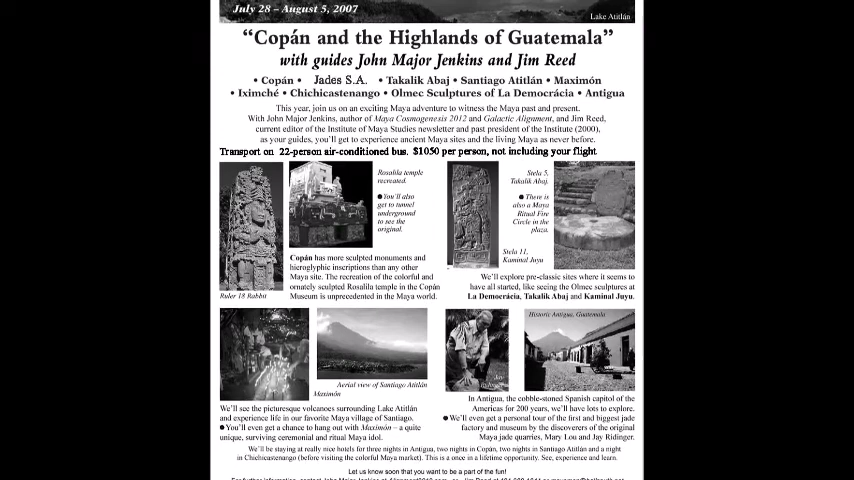 July 28 – August 5, 2007
Lake Atitlán
“Copán and the Highlands of Guatemala”
with guides John Major Jenkins and Jim Reed
• Copán • Jades S.A. • Takalik Abaj • Santiago Atitlán • Maximón
• Iximché • Chichicastenango • Olmec Sculptures of La Democrácia • Antigua
This year, join us on an exciting Maya adventure to witness the Maya past and present.
With John Major Jenkins, author of Maya Cosmogenesis 2012 and Galactic Alignment, and Jim Reed,
current editor of the Institute of Maya Studies newsletter and past president of the Institute (2000),
as your guides, you'll get to experience ancient Maya sites and the living Maya as never before.
Transport on 22-person air-conditioned bus. $1050 per person, not including your flight
Rosalila temple
recreated.
● You'll also
get to tunnel
underground
to see the
original.
Copán has more sculpted monuments and
hieroglyphic inscriptions than any other
Maya site. The recreation of the colorful and
ornately sculpted Rosalila temple in the Copán
Museum is unprecedented in the Maya world.
Ruler 18 Rabbit
Stela 5,
Takalik Abaj.
● There is
also a Maya
Ritual Fire
Circle in the
plaza.
Stela 11,
Kaminal Juyu
We'll explore pre-classic sites where it seems to
have all started, like seeing the Olmec sculptures at
La Democrácia, Takalik Abaj and Kaminal Juyu.
Aerial view of Santiago Atitlán
Maximón
We'll see the picturesque volcanoes surrounding Lake Atitlán
and experience life in our favorite Maya village of Santiago.
● You'll even get a chance to hang out with Maximón – a quite
unique, surviving ceremonial and ritual Maya idol.
Historic Antigua, Guatemala
Jay
In Antigua, the cobble-stoned Spanish capitol of the
Americas for 200 years, we'll have lots to explore.
● We'll even get a personal tour of the first and biggest jade
factory and museum by the discoverers of the original
Maya jade quarries, Mary Lou and Jay Ridinger.
We'll be staying at really nice hotels for three nights in Antigua, two nights in Copán, two nights in Santiago Atitlán and a night
in Chichicastenango (before visiting the colorful Maya market). This is a once in a lifetime opportunity. See, experience and learn.
Let us know soon that you want to be a part of the fun!